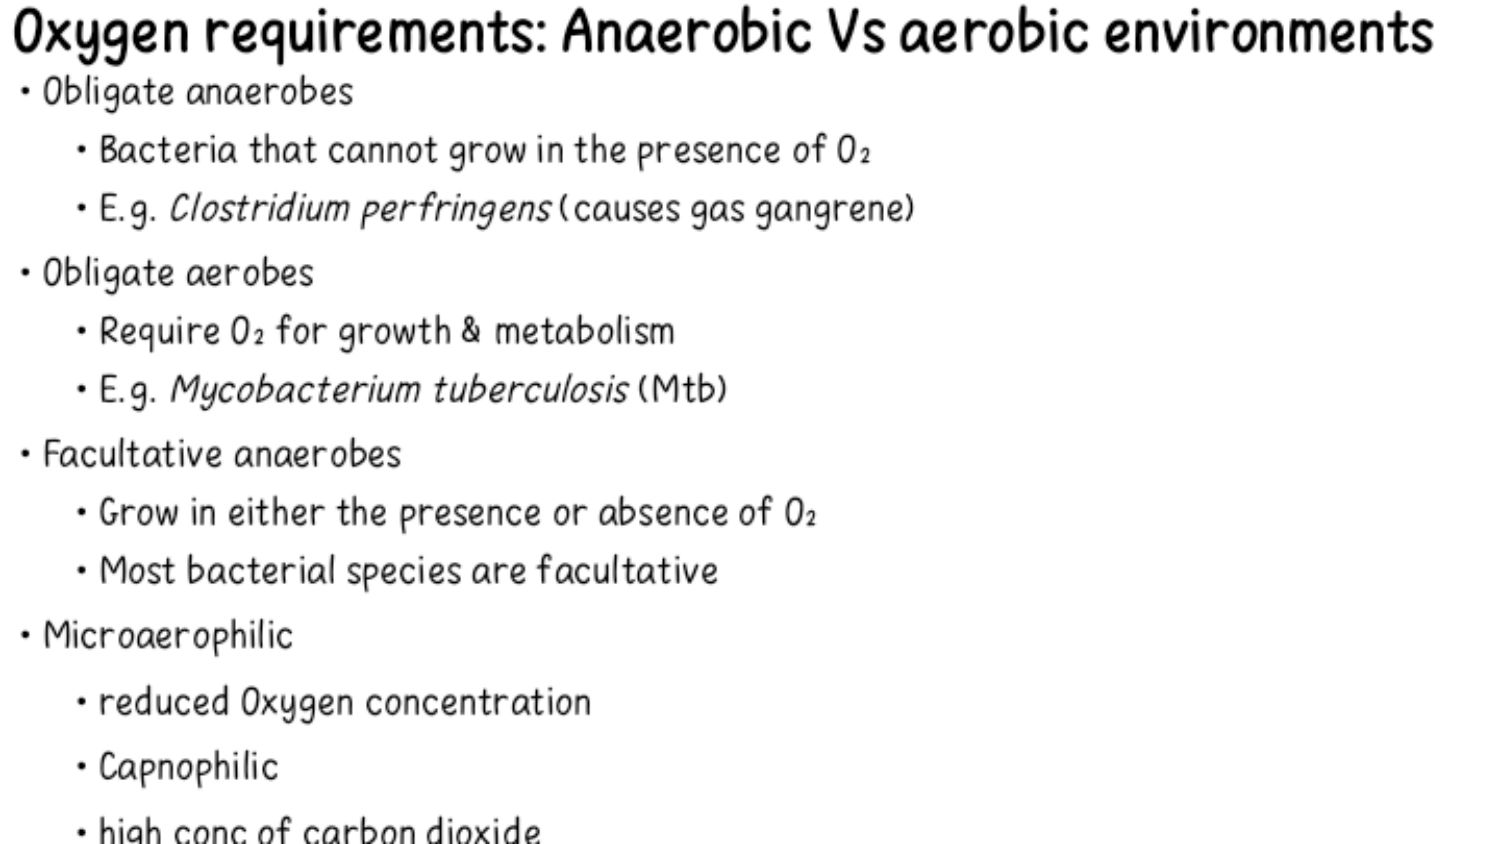 Oxygen requirements: Anaerobic Vs aerobic environments
• Obligate anaerobes
• Bacteria that cannot grow in the presence of O₂
• E.g. Clostridium perfringens (causes gas gangrene)
• Obligate aerobes
• Require O₂ for growth & metabolism
• E.g. Mycobacterium tuberculosis (Mtb)
• Facultative anaerobes
• Grow in either the presence or absence of O₂
• Most bacterial species are facultative
• Microaerophilic
• reduced Oxygen concentration
• Capnophilic
• high conc of carbon dioxide